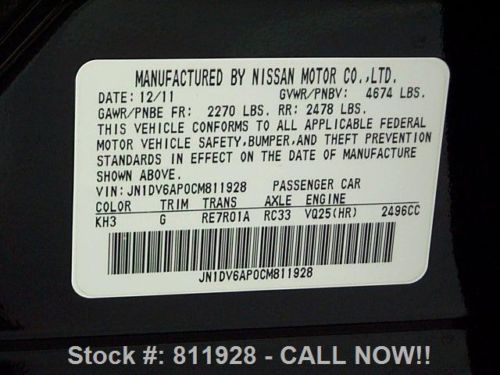 MANUFACTURED BY NISSAN MOTOR CO.,LTD.
DATE: 12/11 GVWR/PNBV: 4674 LBS.
GAWR/PNBE FR: 2270 LBS. RR: 2478 LBS.
THIS VEHICLE CONFORMS TO ALL APPLICABLE FEDERAL
MOTOR VEHICLE SAFETY,BUMPER,AND THEFT PREVENTION
STANDARDS IN EFFECT ON THE DATE OF MANUFACTURE
SHOWN ABOVE.
VIN: JN1DV6AP0CM811928 PASSENGER CAR
COLOR TRIM TRANS AXLE ENGINE
KH3 G RE7R01A RC33 VQ25(HR) 2496CC
JN1DV6AP0CM811928
Stock #: 811928 - CALL NOW!!